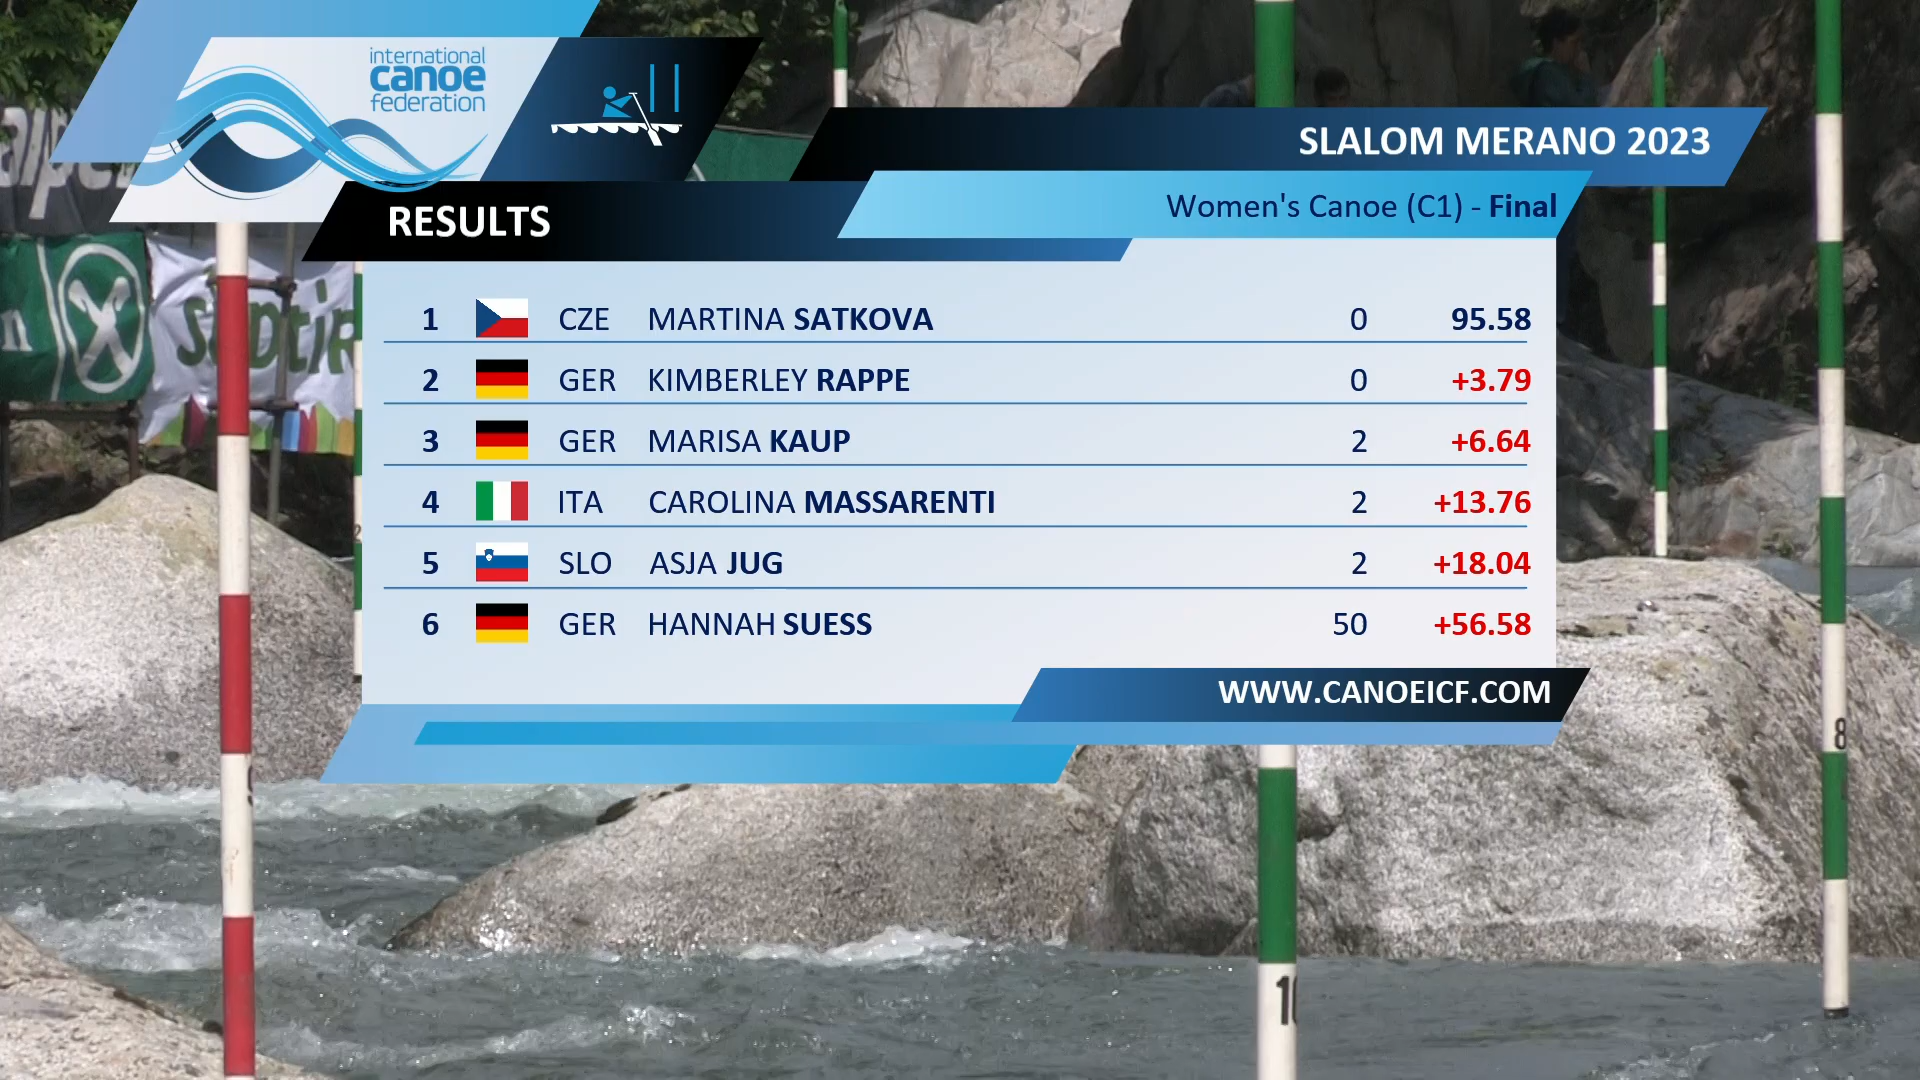 international
canoe
federation
SLALOM MERANO 2023
Women's Canoe (C1) - Final
RESULTS
1 CZE MARTINA SATKOVA 0 95.58
2 GER KIMBERLEY RAPPE 0 +3.79
3 GER MARISA KAUP 2 +6.64
4 ITA CAROLINA MASSARENTI 2 +13.76
5 SLO ASJA JUG 2 +18.04
6 GER HANNAH SUESS 50 +56.58
WWW.CANOEICF.COM
8
10